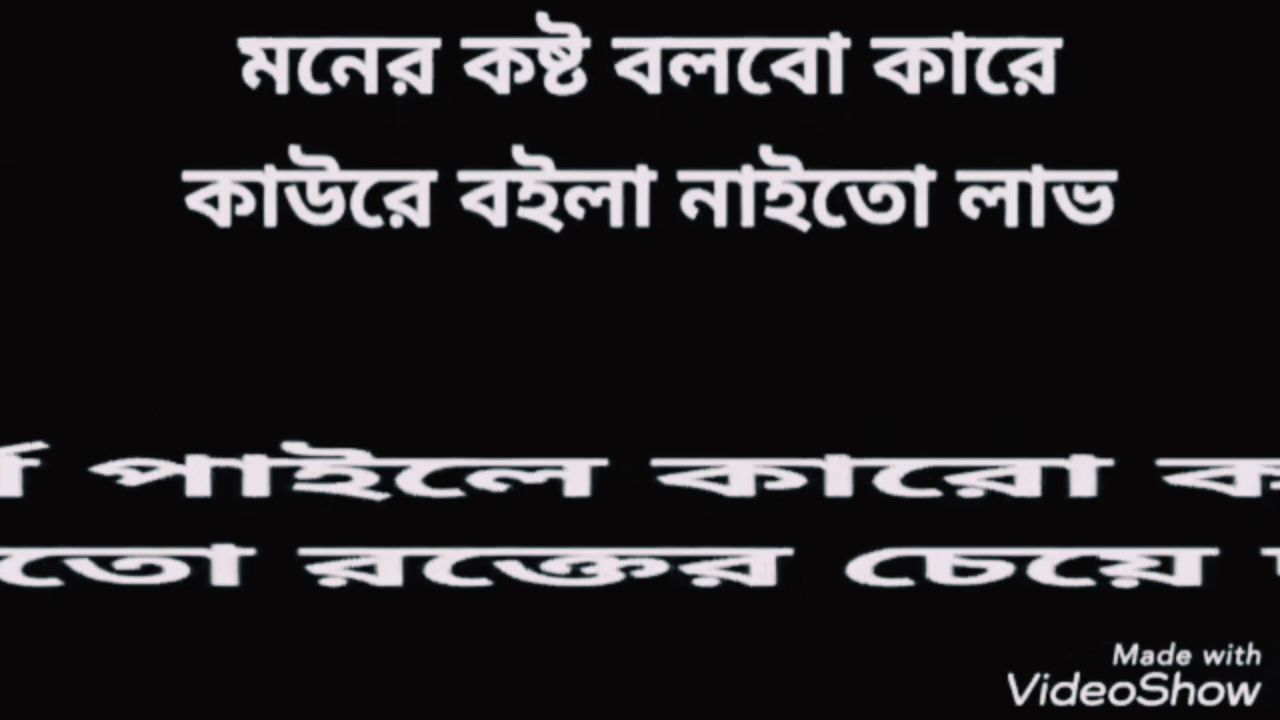 মনের কষ্ট বলবো কারে
কাউরে বইলা নাইতো লাভ
পাইলে কারো
তো রক্তের চেয়ে
Made with
VideoShow